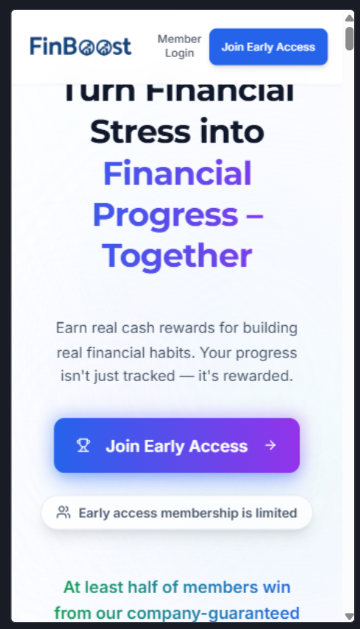 FinBoost
Member
Login
Join Early Access
Turn Financial
Stress into
Financial
Progress –
Together
Earn real cash rewards for building
real financial habits. Your progress
isn't just tracked — it's rewarded.
Join Early Access →
Early access membership is limited
At least half of members win
from our company-guaranteed